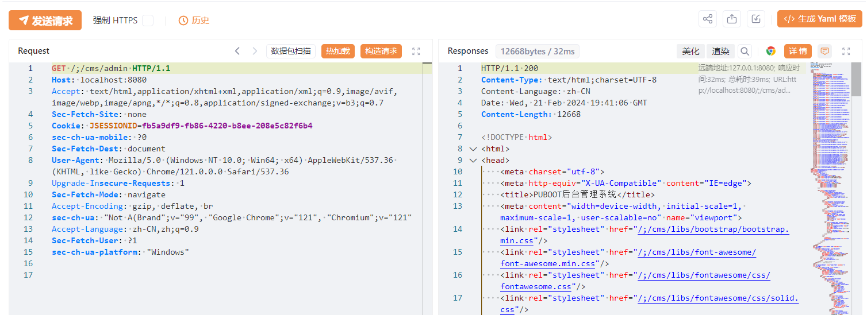 发送请求 强制 HTTPS 历史 </> 生成 Yaml 模板
Request 数据包扫描 热加载 构造请求 Responses 12668bytes / 32ms 美化 渲染 详情
1 GET /;/cms/admin HTTP/1.1
2 Host: localhost:8080
3 Accept: text/html,application/xhtml+xml,application/xml;q=0.9,image/avif,
image/webp,image/apng,*/*;q=0.8,application/signed-exchange;v=b3;q=0.7
4 Sec-Fetch-Site: none
5 Cookie: JSESSIONID=fb5a9df9-fb86-4220-b8ee-208e5c82f6b4
6 sec-ch-ua-mobile: ?0
7 Sec-Fetch-Dest: document
8 User-Agent: Mozilla/5.0 (Windows NT 10.0; Win64; x64) AppleWebKit/537.36
(KHTML, like Gecko) Chrome/121.0.0.0 Safari/537.36
9 Upgrade-Insecure-Requests: 1
10 Sec-Fetch-Mode: navigate
11 Accept-Encoding: gzip, deflate, br
12 sec-ch-ua: "Not A(Brand";v="99", "Google Chrome";v="121", "Chromium";v="121"
13 Accept-Language: zh-CN,zh;q=0.9
14 Sec-Fetch-User: ?1
15 sec-ch-ua-platform: "Windows"
16
17
1 HTTP/1.1 200
2 Content-Type: text/html;charset=UTF-8
3 Content-Language: zh-CN
4 Date: Wed, 21 Feb 2024 19:41:06 GMT
5 Content-Length: 12668
6
7 <!DOCTYPE html>
8 <html>
9 <head>
10 <meta charset="utf-8">
11 <meta http-equiv="X-UA-Compatible" content="IE=edge">
12 <title>PUBOOT后台管理系统</title>
13 <meta content="width=device-width, initial-scale=1,
maximum-scale=1, user-scalable=no" name="viewport">
14 <link rel="stylesheet" href="/;/cms/libs/bootstrap/bootstrap.
min.css"/>
15 <link rel="stylesheet" href="/;/cms/libs/font-awesome/
font-awesome.min.css"/>
16 <link rel="stylesheet" href="/;/cms/libs/fontawesome/css/
fontawesome.css"/>
17 <link rel="stylesheet" href="/;/cms/libs/fontawesome/css/solid.
css"/>
远端地址:127.0.0.1:8080; 响应时
间:32ms; 总耗时:39ms; URL:htt
p://localhost:8080/;/cms/ad...